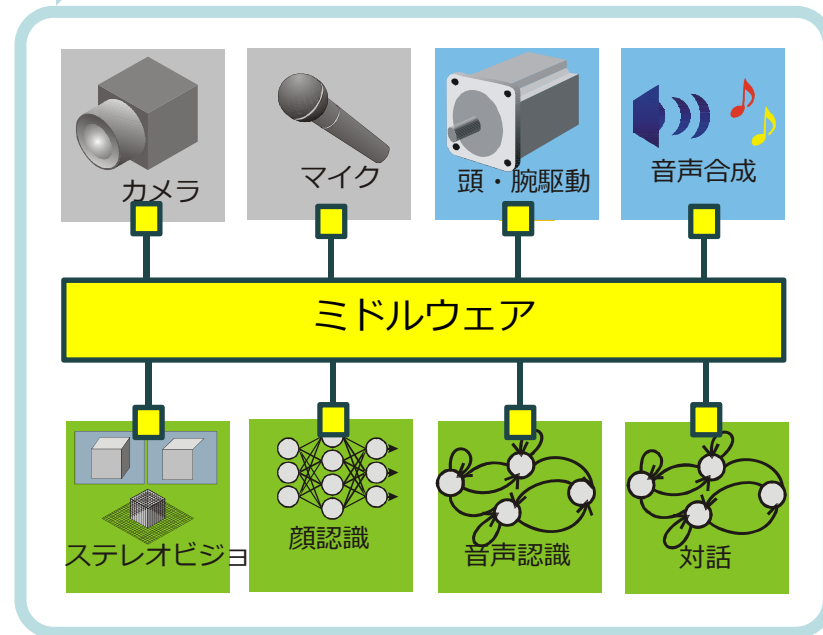 カメラ
マイク
頭・腕駆動
音声合成
ミドルウェア
ステレオビジョ
顔認識
音声認識
対話